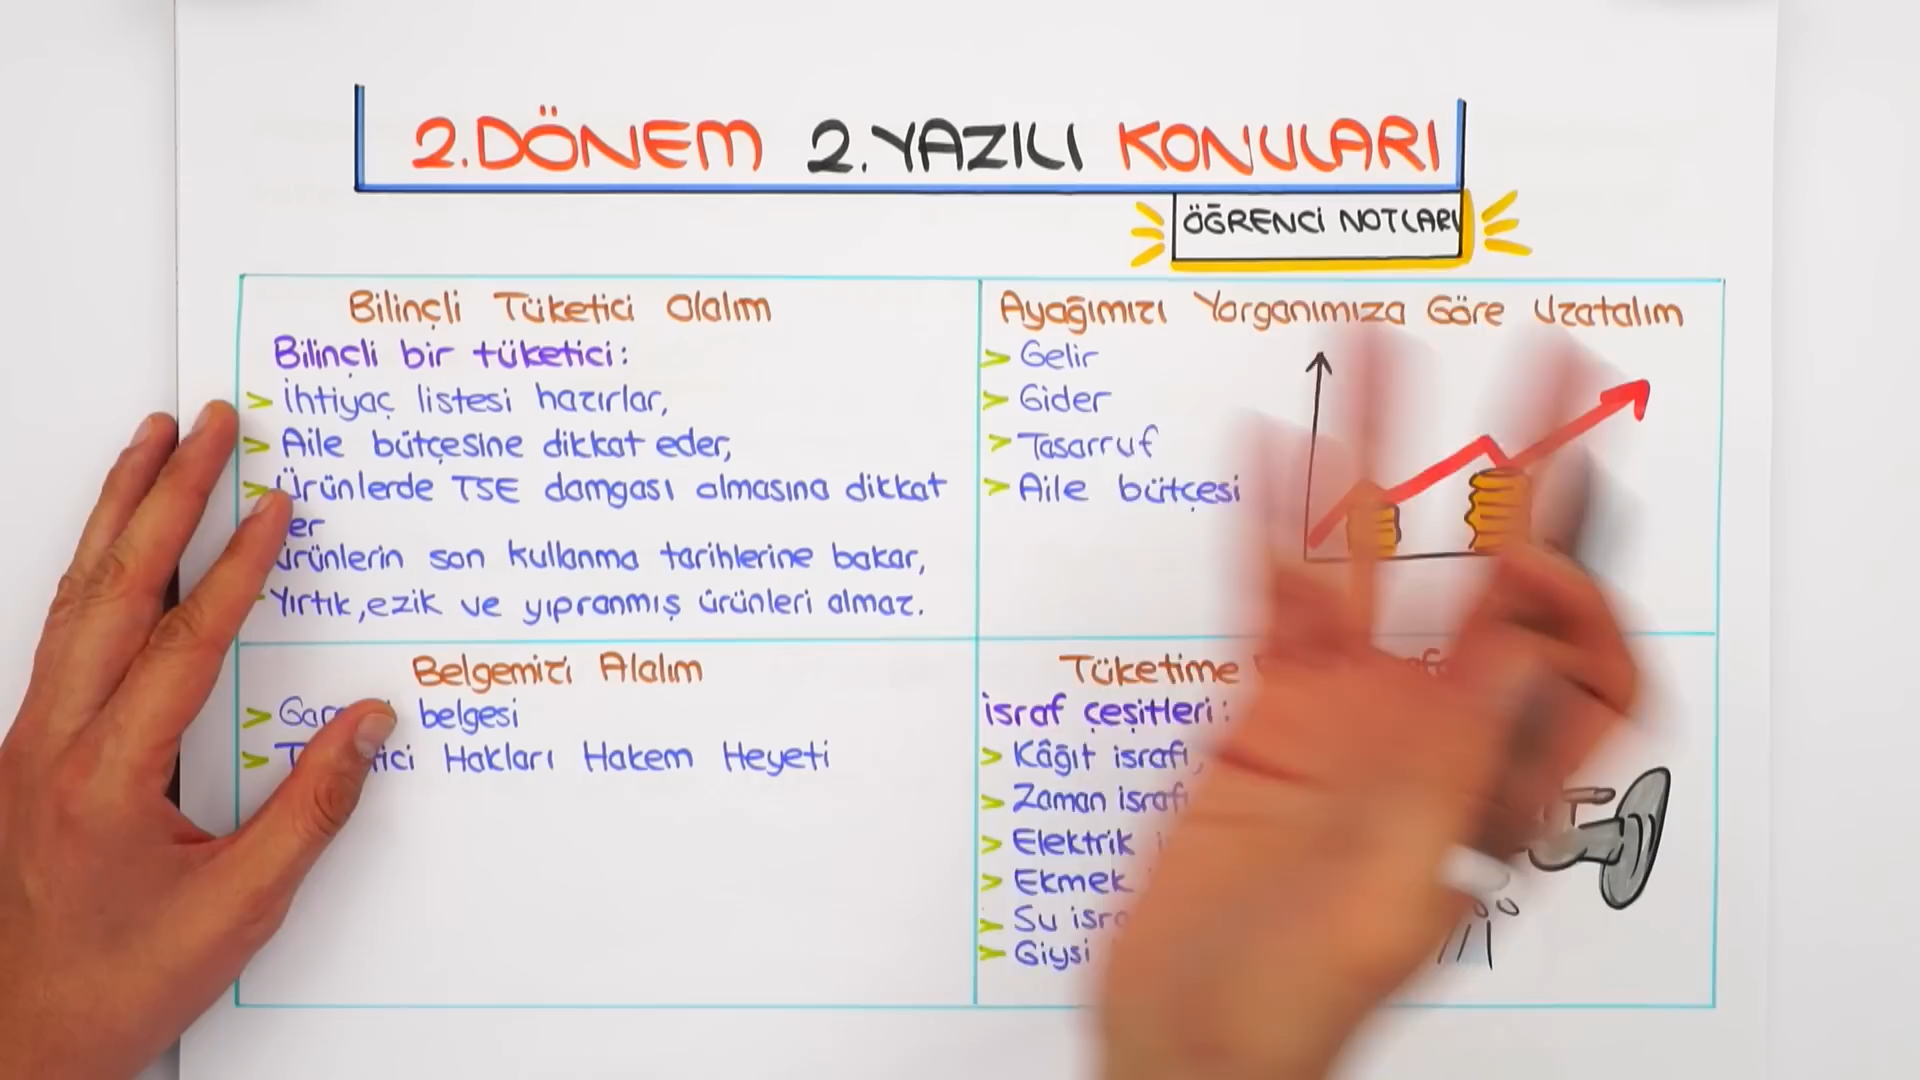 2.DÖNEM 2.YAZILI KONULARI
ÖĞRENCİ NOTLARI
Bilinçli Tüketici Olalım
Bilinçli bir tüketici:
> İhtiyaç listesi hazırlar,
> Aile bütçesine dikkat eder,
> Ürünlerde TSE damgası olmasına dikkat
er
Ürünlerin son kullanma tarihlerine bakar,
Yırtık, ezik ve yıpranmış ürünleri almaz.
Ayağımızı Yorganımıza Göre Uzatalım
> Gelir
> Gider
> Tasarruf
> Aile bütçesi
Belgemizi Alalım
> belgesi
> Hakları Hakem Heyeti
Tüketime
İsraf çeşitleri:
> Kâğıt israfı,
> Zaman israfı
> Elektrik
> Ekmek
> Su
> Giysi